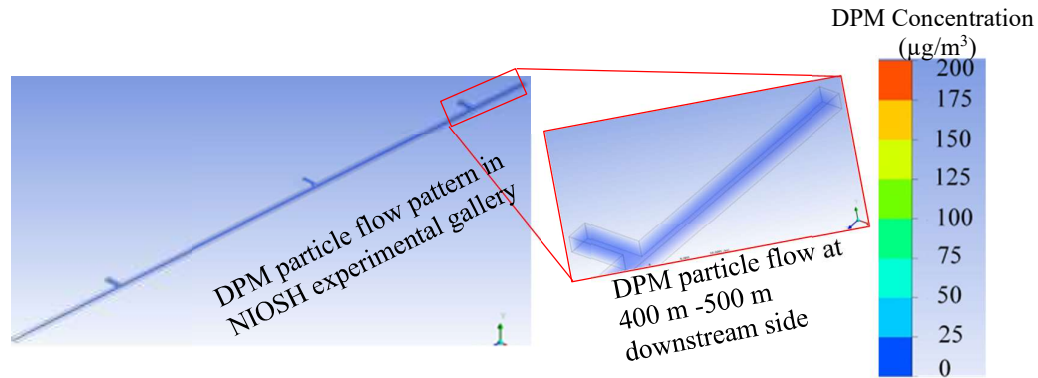 DPM Concentration
(µg/m³)
200
175
150
125
100
75
50
25
0
DPM particle flow pattern in
NIOSH experimental gallery
DPM particle flow at
400 m -500 m
downstream side